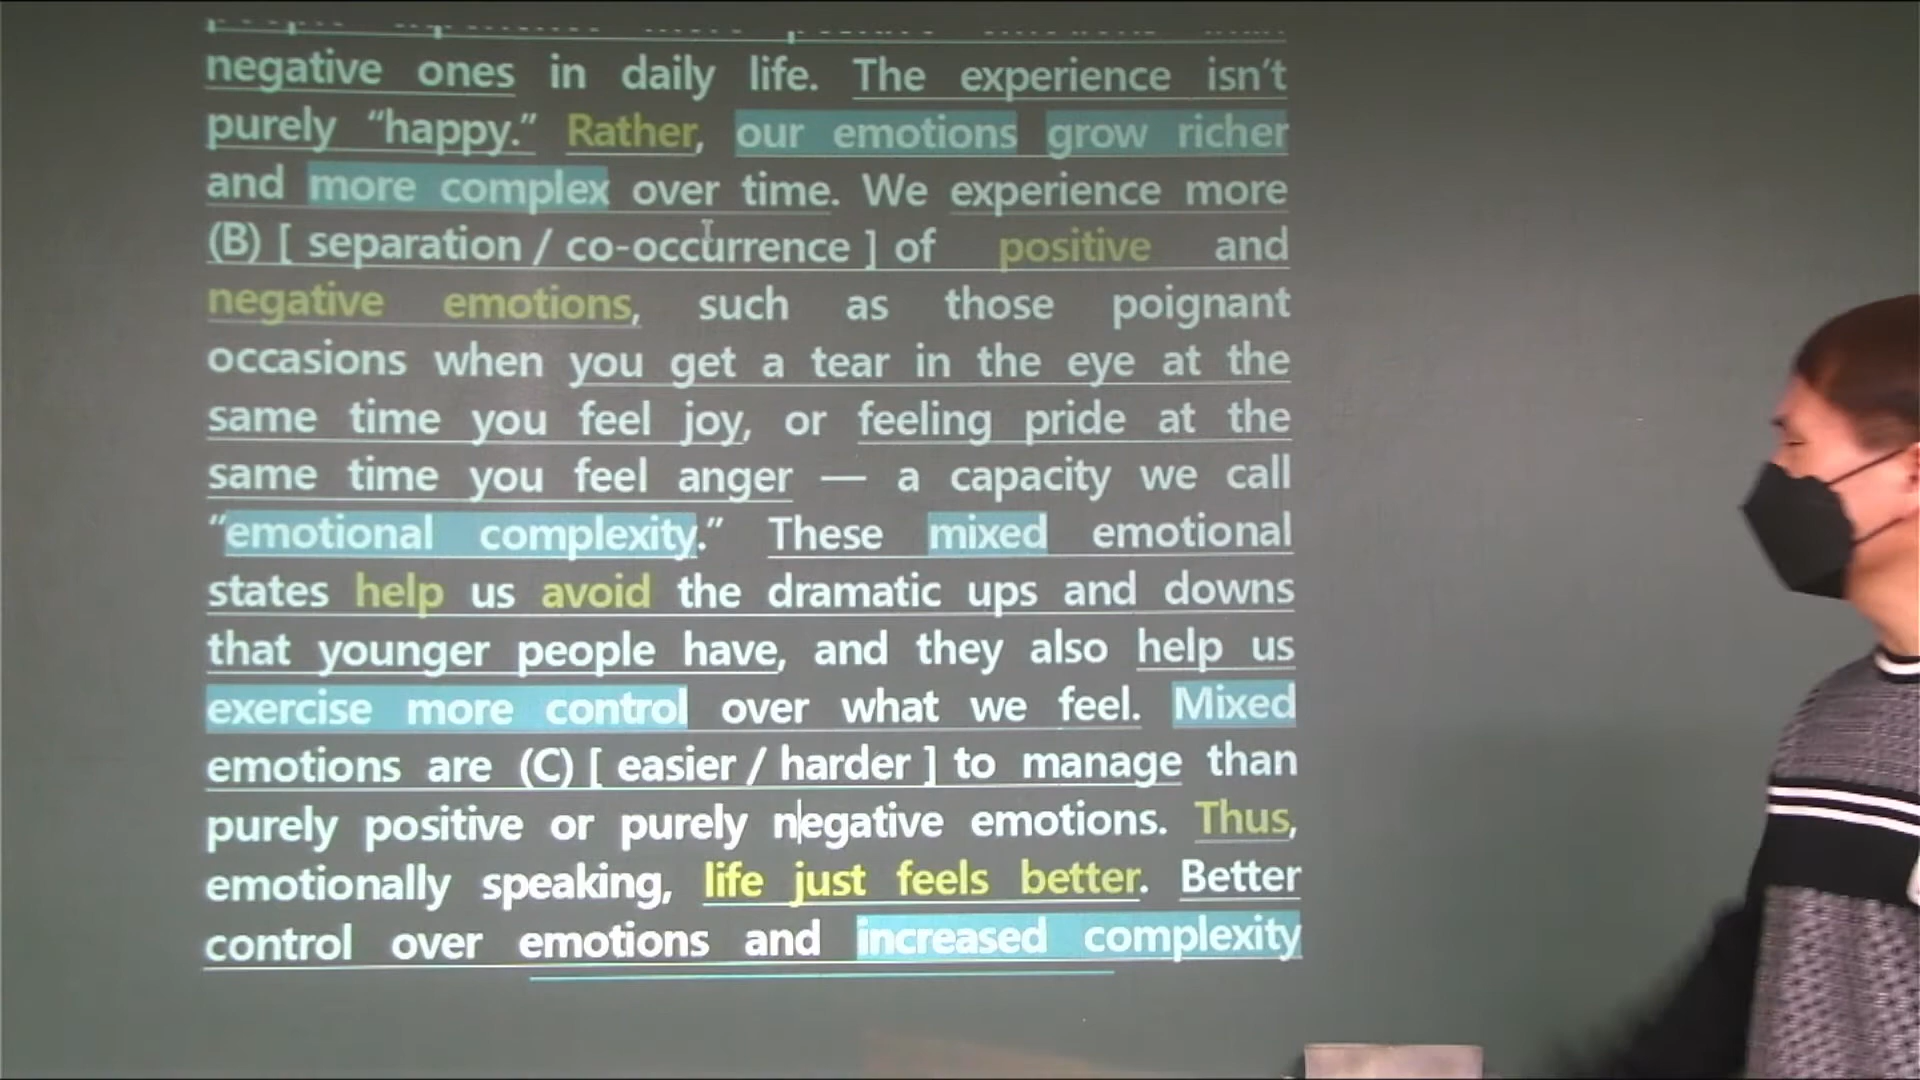 negative ones in daily life. The experience isn't
purely “happy.” Rather, our emotions grow richer
and more complex over time. We experience more
(B) [ separation / co-occurrence ] of positive and
negative emotions, such as those poignant
occasions when you get a tear in the eye at the
same time you feel joy, or feeling pride at the
same time you feel anger — a capacity we call
“emotional complexity.” These mixed emotional
states help us avoid the dramatic ups and downs
that younger people have, and they also help us
exercise more control over what we feel. Mixed
emotions are (C) [ easier / harder ] to manage than
purely positive or purely negative emotions. Thus,
emotionally speaking, life just feels better. Better
control over emotions and increased complexity